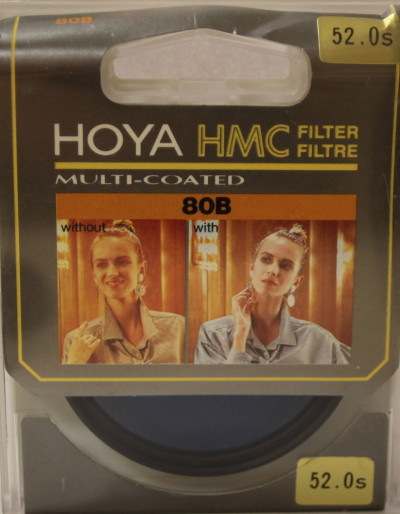 80B
52.0s
HOYA HMC FILTER
FILTRE
MULTI-COATED
80B
without with
52.0s